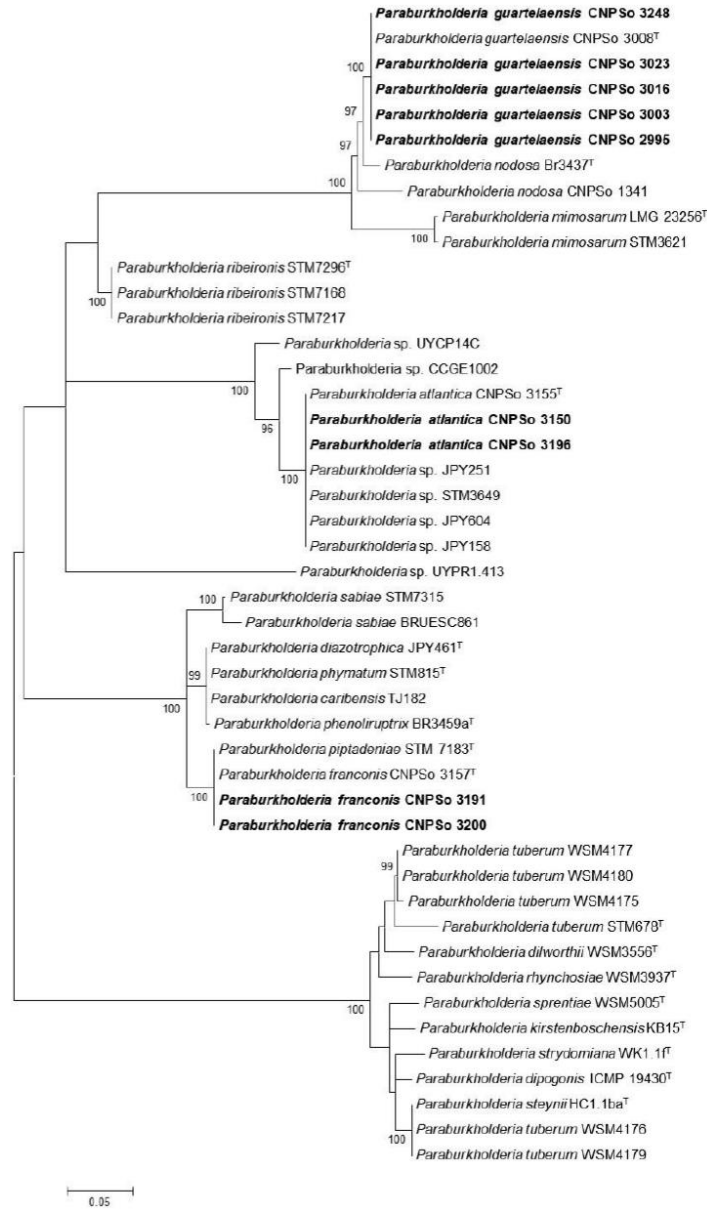 Paraburkholderia guartelaensis CNPSo 3248
Paraburkholderia guartelaensis CNPSo 3008T
100
Paraburkholderia guartelaensis CNPSo 3023
Paraburkholderia guartelaensis CNPSo 3016
97
Paraburkholderia guartelaensis CNPSo 3003
Paraburkholderia guartelaensis CNPSo 2995
97
Paraburkholderia nodosa Br3437T
100
Paraburkholderia nodosa CNPSo 1341
Paraburkholderia mimosarum LMG 23256T
100
Paraburkholderia mimosarum STM3621
Paraburkholderia ribeironis STM7296T
Paraburkholderia ribeironis STM7168
100
Paraburkholderia ribeironis STM7217
Paraburkholderia sp. UYCP14C
Paraburkholderia sp. CCGE1002
100
Paraburkholderia atlantica CNPSo 3155T
Paraburkholderia atlantica CNPSo 3150
96
Paraburkholderia atlantica CNPSo 3196
Paraburkholderia sp. JPY251
100
Paraburkholderia sp. STM3649
Paraburkholderia sp. JPY604
Paraburkholderia sp. JPY158
Paraburkholderia sp. UYPR1.413
100
Paraburkholderia sabiae STM7315
Paraburkholderia sabiae BRUESC861
Paraburkholderia diazotrophica JPY461T
99
Paraburkholderia phymatum STM815T
Paraburkholderia caribensis TJ182
100
Paraburkholderia phenoliruptrix BR3459aT
Paraburkholderia piptadeniae STM 7183T
Paraburkholderia franconis CNPSo 3157T
100
Paraburkholderia franconis CNPSo 3191
Paraburkholderia franconis CNPSo 3200
Paraburkholderia tuberum WSM4177
99
Paraburkholderia tuberum WSM4180
Paraburkholderia tuberum WSM4175
Paraburkholderia tuberum STM678T
Paraburkholderia dilworthii WSM3556T
Paraburkholderia rhynchosiae WSM3937T
100
Paraburkholderia sprentiae WSM5005T
Paraburkholderia kirstenboschensis KB15T
Paraburkholderia strydomiana WK1.1fT
Paraburkholderia dipogonis ICMP 19430T
Paraburkholderia steynii HC1.1baT
Paraburkholderia tuberum WSM4176
100
Paraburkholderia tuberum WSM4179
0.05